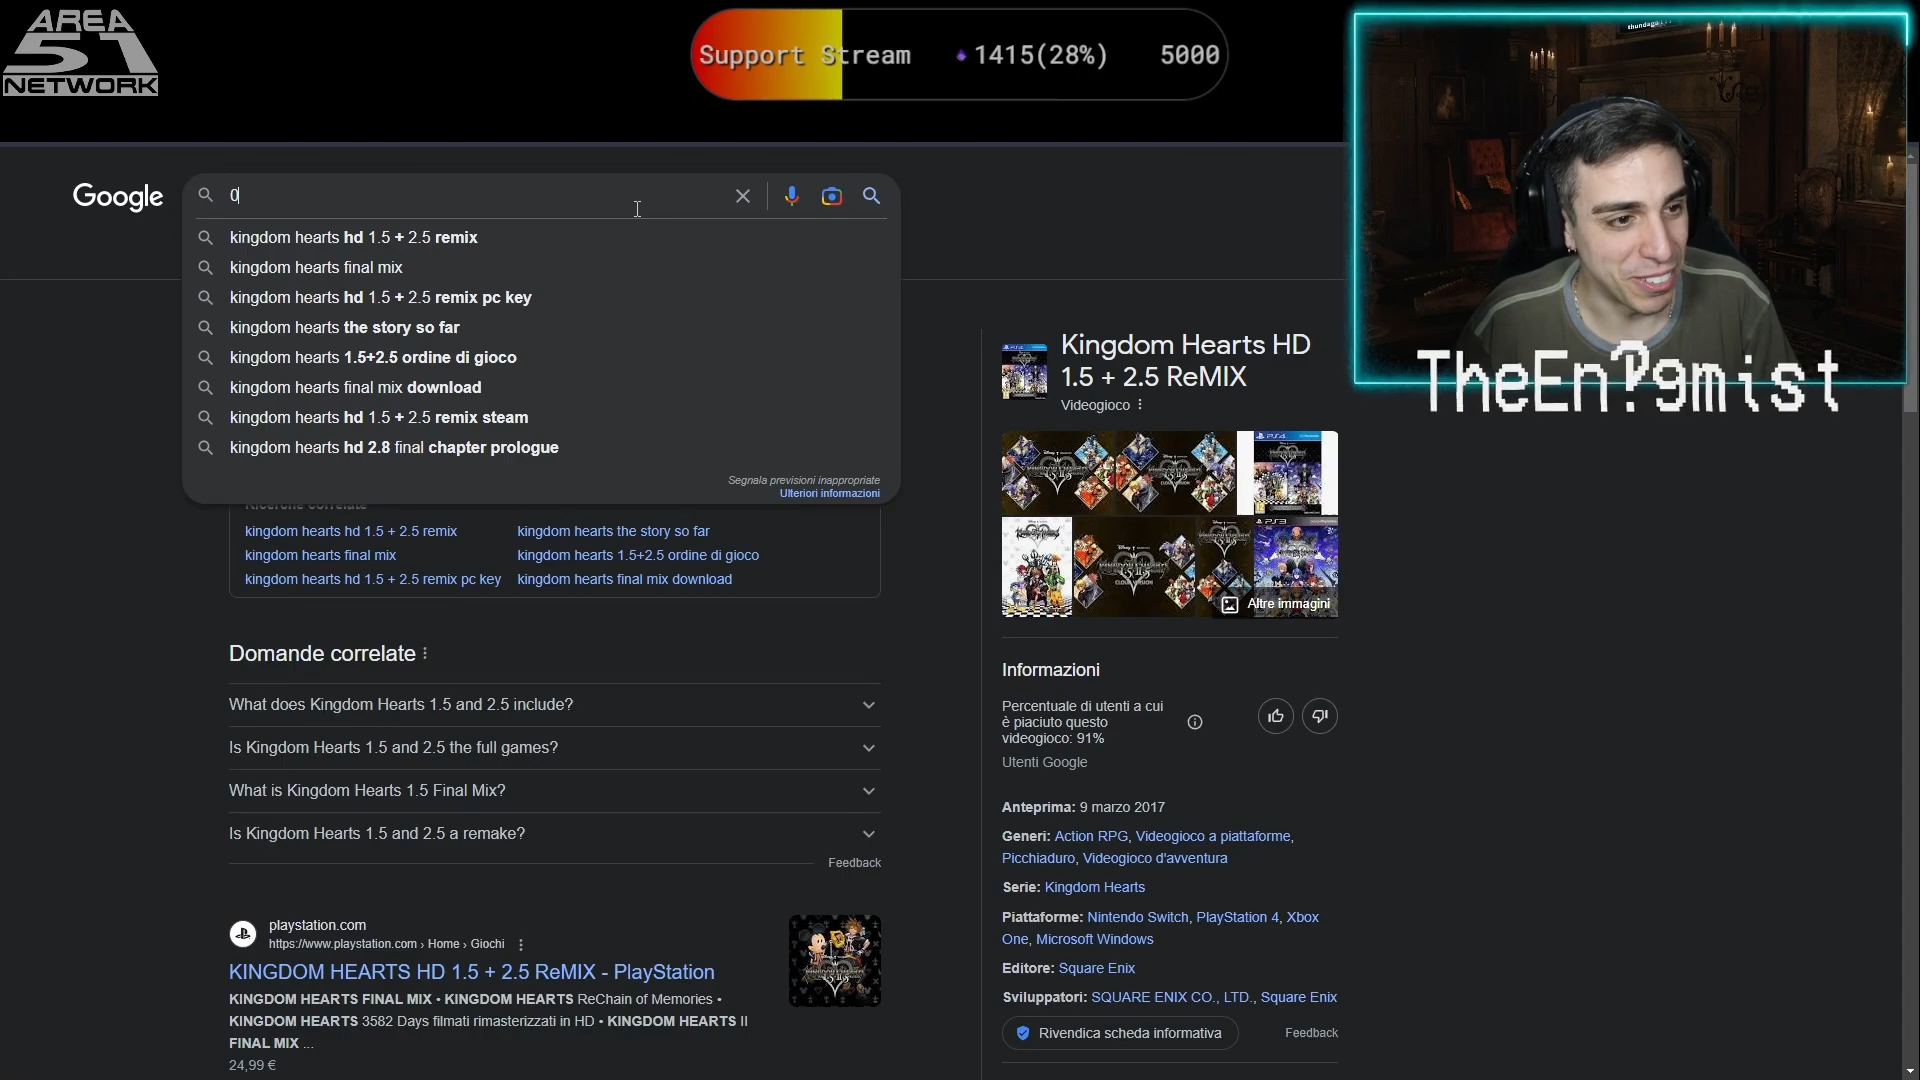 AREA
51
NETWORK
Support Stream 1415(28%) 5000
TheEn?gmist
Google
0
kingdom hearts hd 1.5 + 2.5 remix
kingdom hearts final mix
kingdom hearts hd 1.5 + 2.5 remix pc key
kingdom hearts the story so far
kingdom hearts 1.5+2.5 ordine di gioco
kingdom hearts final mix download
kingdom hearts hd 1.5 + 2.5 remix steam
kingdom hearts hd 2.8 final chapter prologue
Segnala previsioni inappropriate
Ulteriori informazioni
Ricerche correlate
kingdom hearts hd 1.5 + 2.5 remix
kingdom hearts the story so far
kingdom hearts final mix
kingdom hearts 1.5+2.5 ordine di gioco
kingdom hearts hd 1.5 + 2.5 remix pc key
kingdom hearts final mix download
Domande correlate
What does Kingdom Hearts 1.5 and 2.5 include?
Is Kingdom Hearts 1.5 and 2.5 the full games?
What is Kingdom Hearts 1.5 Final Mix?
Is Kingdom Hearts 1.5 and 2.5 a remake?
Feedback
playstation.com
https://www.playstation.com › Home › Giochi
KINGDOM HEARTS HD 1.5 + 2.5 ReMIX - PlayStation
KINGDOM HEARTS FINAL MIX • KINGDOM HEARTS ReChain of Memories •
KINGDOM HEARTS 3582 Days filmati rimasterizzati in HD • KINGDOM HEARTS II
FINAL MIX ...
24,99 €
Kingdom Hearts HD
1.5 + 2.5 ReMIX
Videogioco
Altre immagini
Informazioni
Percentuale di utenti a cui
è piaciuto questo
videogioco: 91%
Utenti Google
Anteprima: 9 marzo 2017
Generi: Action RPG, Videogioco a piattaforme,
Picchiaduro, Videogioco d'avventura
Serie: Kingdom Hearts
Piattaforme: Nintendo Switch, PlayStation 4, Xbox
One, Microsoft Windows
Editore: Square Enix
Sviluppatori: SQUARE ENIX CO., LTD., Square Enix
Rivendica scheda informativa
Feedback